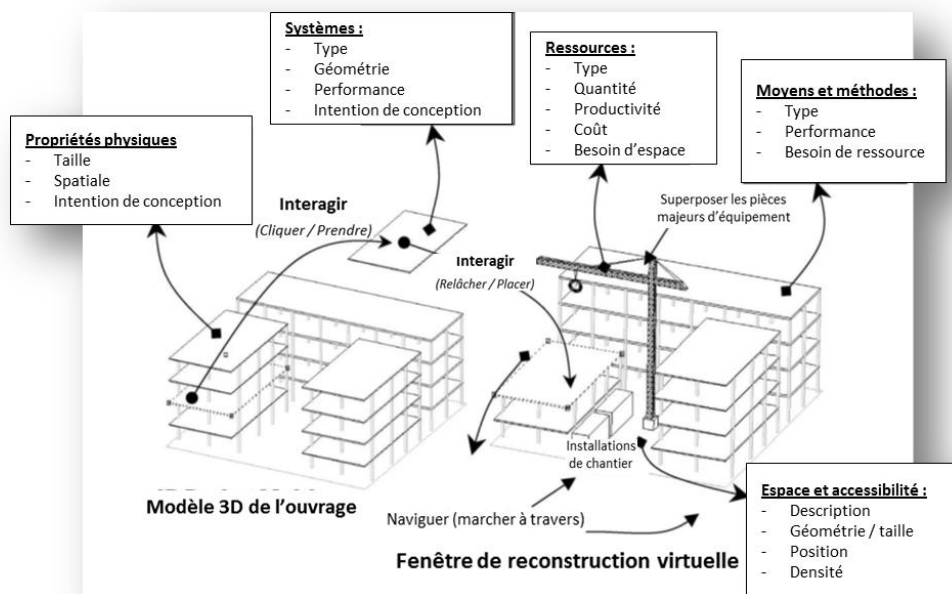 Systèmes :
- Type
- Géométrie
- Performance
- Intention de conception
Ressources :
- Type
- Quantité
- Productivité
- Coût
- Besoin d'espace
Moyens et méthodes :
- Type
- Performance
- Besoin de ressource
Propriétés physiques
- Taille
- Spatiale
- Intention de conception
Interagir
(Cliquer / Prendre)
Superposer les pièces
majeurs d'équipement
Interagir
(Relâcher / Placer)
Installations
de chantier
Modèle 3D de l'ouvrage
Naviguer (marcher à travers)
Fenêtre de reconstruction virtuelle
Espace et accessibilité :
- Description
- Géométrie / taille
- Position
- Densité